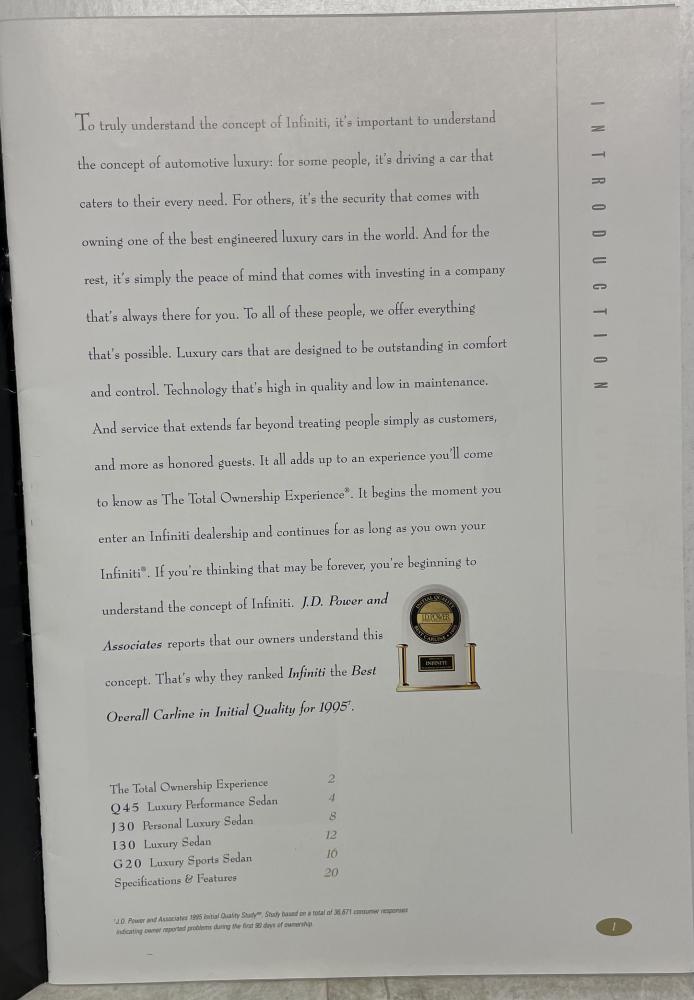 To truly understand the concept of Infiniti, it's important to understand
the concept of automotive luxury: for some people, it's driving a car that
caters to their every need. For others, it's the security that comes with
owning one of the best engineered luxury cars in the world. And for the
rest, it's simply the peace of mind that comes with investing in a company
that's always there for you. To all of these people, we offer everything
that's possible. Luxury cars that are designed to be outstanding in comfort
and control. Technology that's high in quality and low in maintenance.
And service that extends far beyond treating people simply as customers,
and more as honored guests. It all adds up to an experience you'll come
to know as The Total Ownership Experience®. It begins the moment you
enter an Infiniti dealership and continues for as long as you own your
Infiniti®. If you're thinking that may be forever, you're beginning to
understand the concept of Infiniti. J.D. Power and
Associates reports that our owners understand this
concept. That's why they ranked Infiniti the Best
Overall Carline in Initial Quality for 1995†.
INITIAL QUALITY
J.D. POWER
BEST CARLINE
INFINITI
The Total Ownership Experience 2
Q45 Luxury Performance Sedan 4
J30 Personal Luxury Sedan 8
I30 Luxury Sedan 12
G20 Luxury Sports Sedan 16
Specifications & Features 20
†J.D. Power and Associates 1995 Initial Quality Study℠. Study based on a total of 36,671 consumer responses
indicating owner reported problems during the first 90 days of ownership.
INTRODUCTION
1